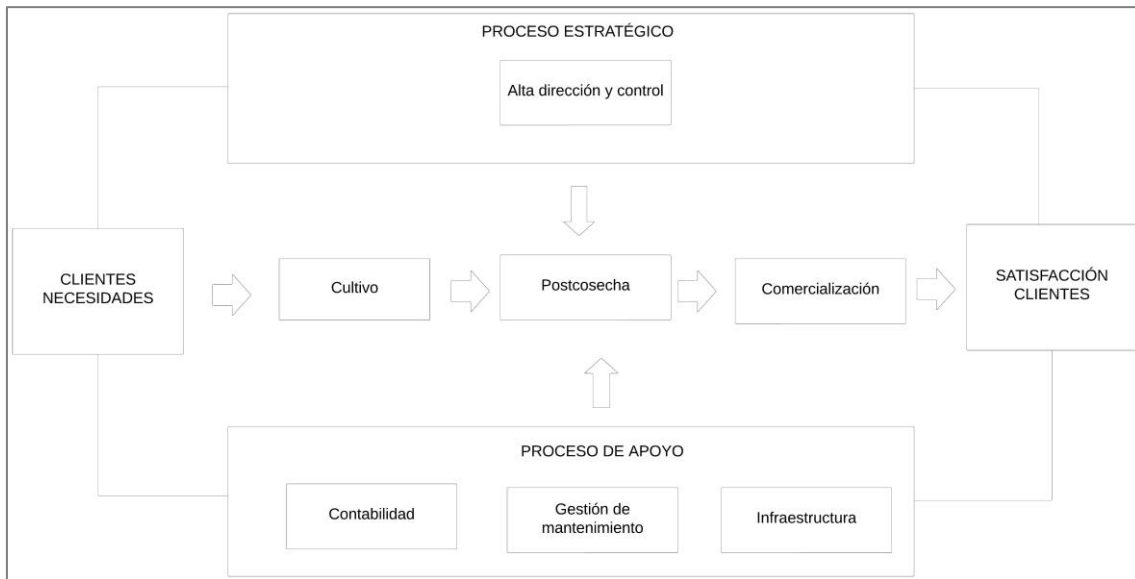 PROCESO ESTRATÉGICO
Alta dirección y control
CLIENTES
NECESIDADES
Cultivo
Postcosecha
Comercialización
SATISFACCIÓN
CLIENTES
PROCESO DE APOYO
Contabilidad
Gestión de
mantenimiento
Infraestructura